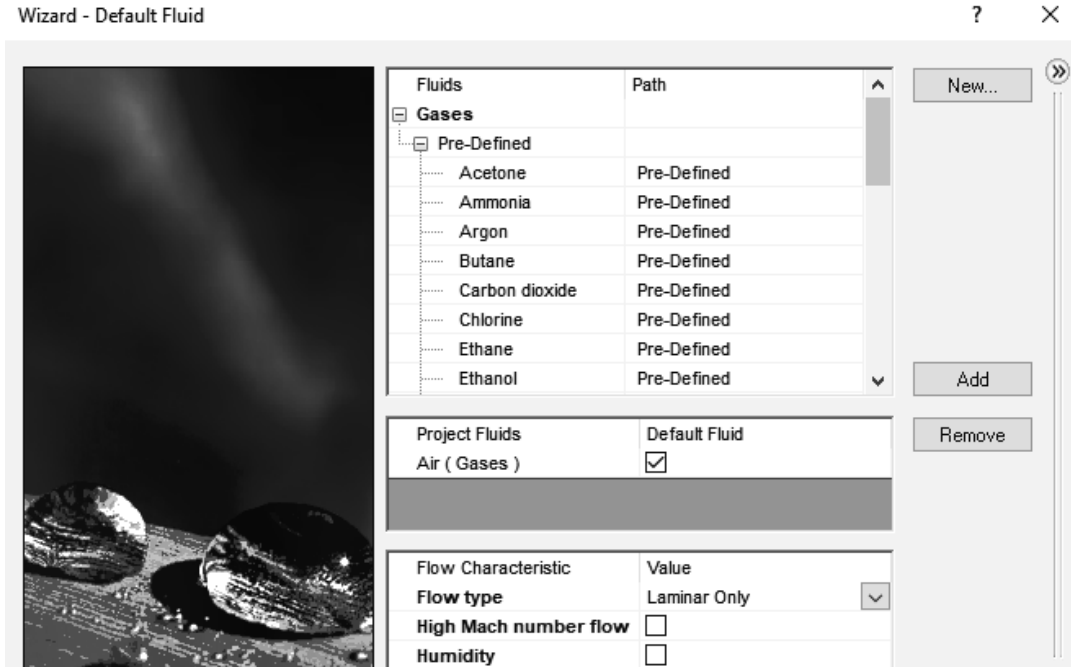 Wizard - Default Fluid ?
New...
Fluids Path
Gases
Pre-Defined
Acetone Pre-Defined
Ammonia Pre-Defined
Argon Pre-Defined
Butane Pre-Defined
Carbon dioxide Pre-Defined
Chlorine Pre-Defined
Ethane Pre-Defined
Ethanol Pre-Defined
Add
Project Fluids Default Fluid
Remove
Air ( Gases )
Flow Characteristic Value
Flow type Laminar Only
High Mach number flow
Humidity